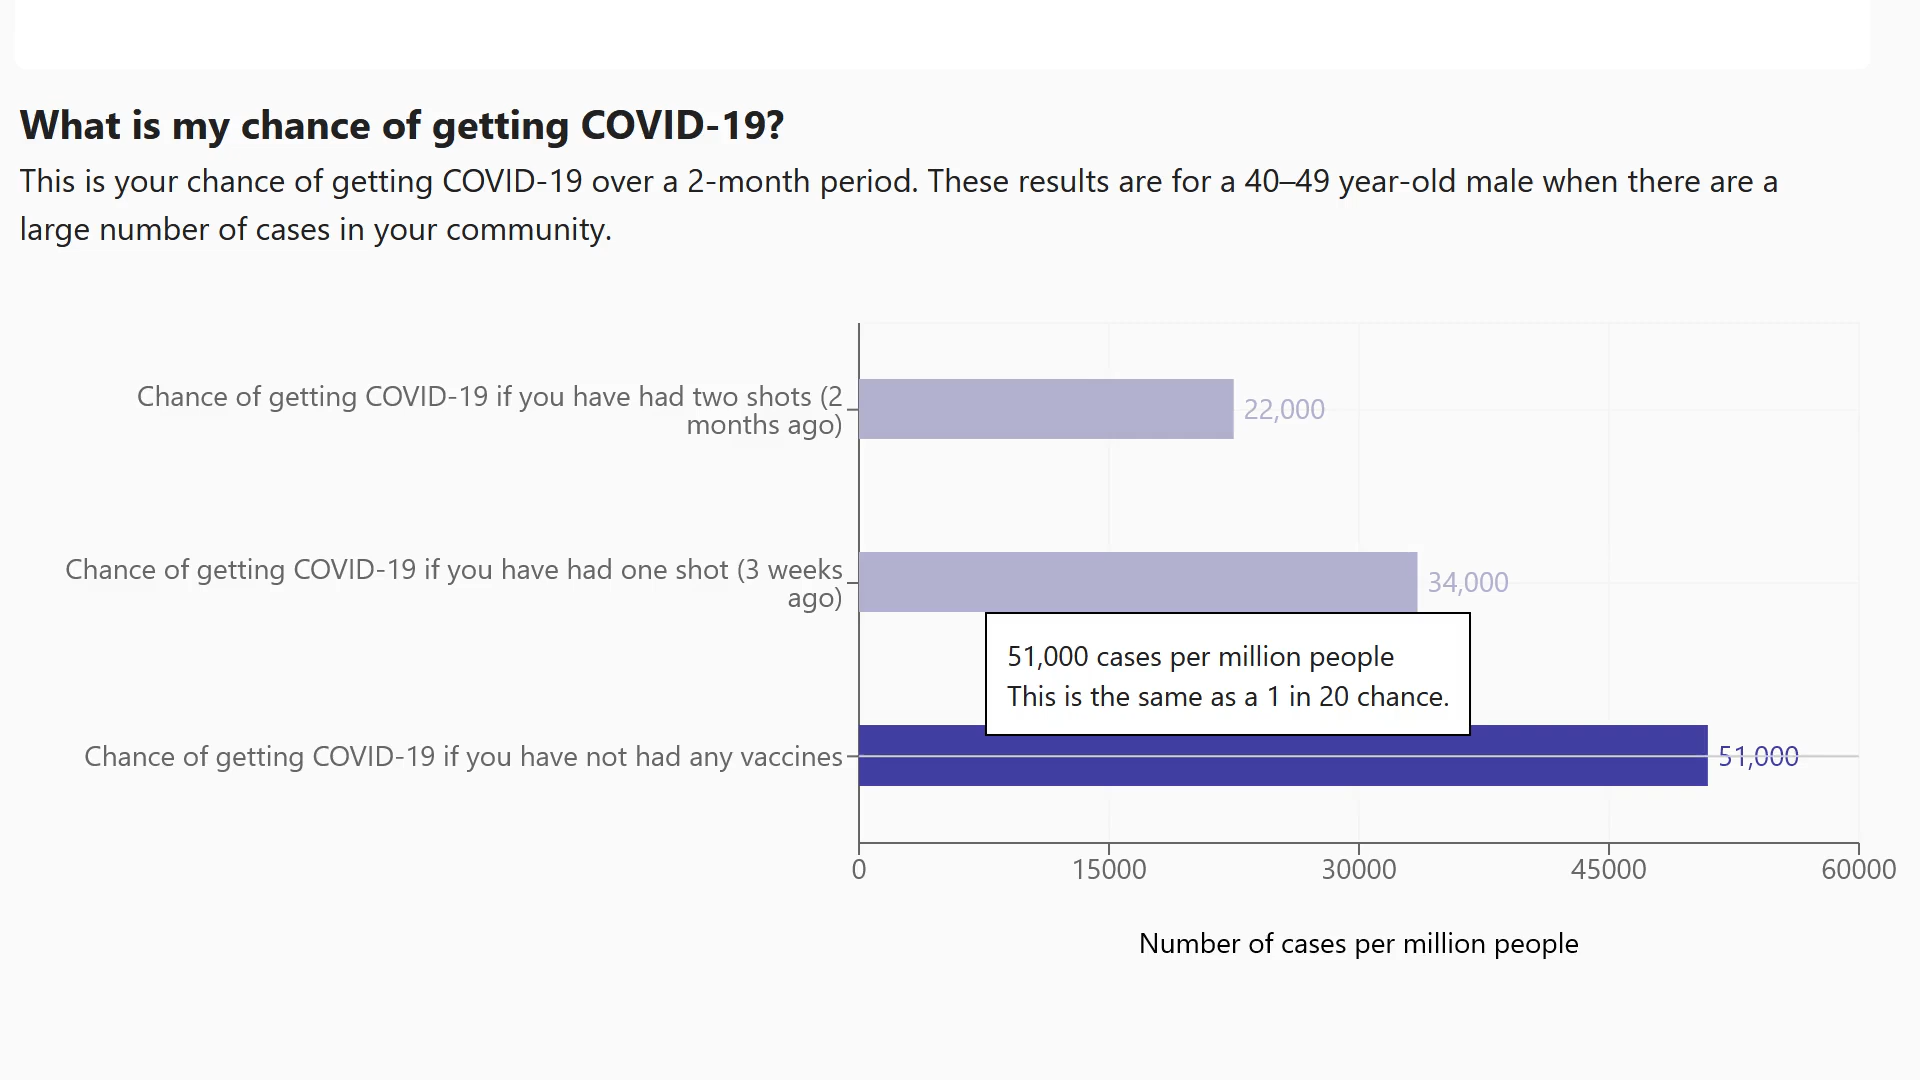 What is my chance of getting COVID-19?
This is your chance of getting COVID-19 over a 2-month period. These results are for a 40–49 year-old male when there are a
large number of cases in your community.
Chance of getting COVID-19 if you have had two shots (2
months ago)
22,000
Chance of getting COVID-19 if you have had one shot (3 weeks
ago)
34,000
51,000 cases per million people
This is the same as a 1 in 20 chance.
Chance of getting COVID-19 if you have not had any vaccines
51,000
0 15000 30000 45000 60000
Number of cases per million people